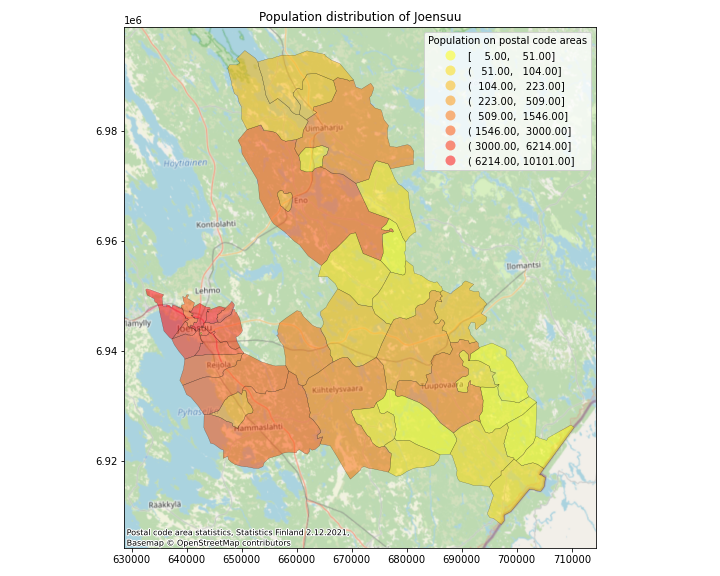 Population distribution of Joensuu
1e6
Population on postal code areas
[ 5.00, 51.00]
( 51.00, 104.00]
( 104.00, 223.00]
( 223.00, 509.00]
( 509.00, 1546.00]
( 1546.00, 3000.00]
( 3000.00, 6214.00]
( 6214.00, 10101.00]
6.98
Uimaharju
Höytiäinen
Eno
Kontiolahti
6.96
Ilomantsi
Lehmo
Joensuu
6.94
Reijola
Kiihtelysvaara
Tuupovaara
Hammaslahti
6.92
Rääkkylä
Postal code area statistics, Statistics Finland 2.12.2021,
Basemap © OpenStreetMap contributors
630000 640000 650000 660000 670000 680000 690000 700000 710000